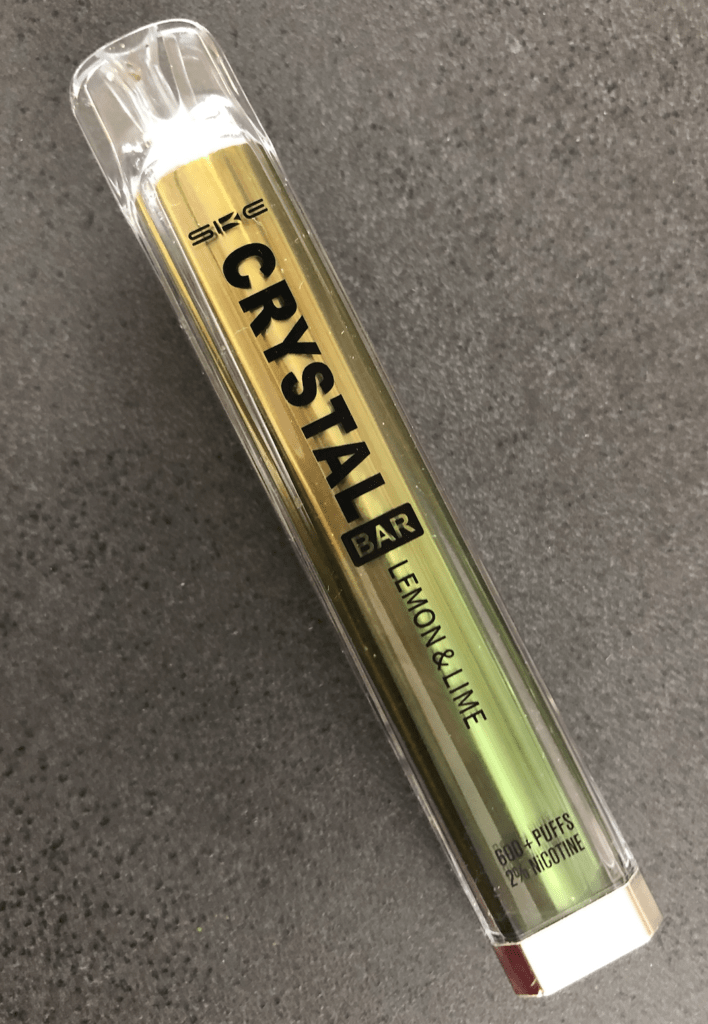 SKE
CRYSTAL
BAR
LEMON & LIME
600+ PUFFS
2% NiCOTINE